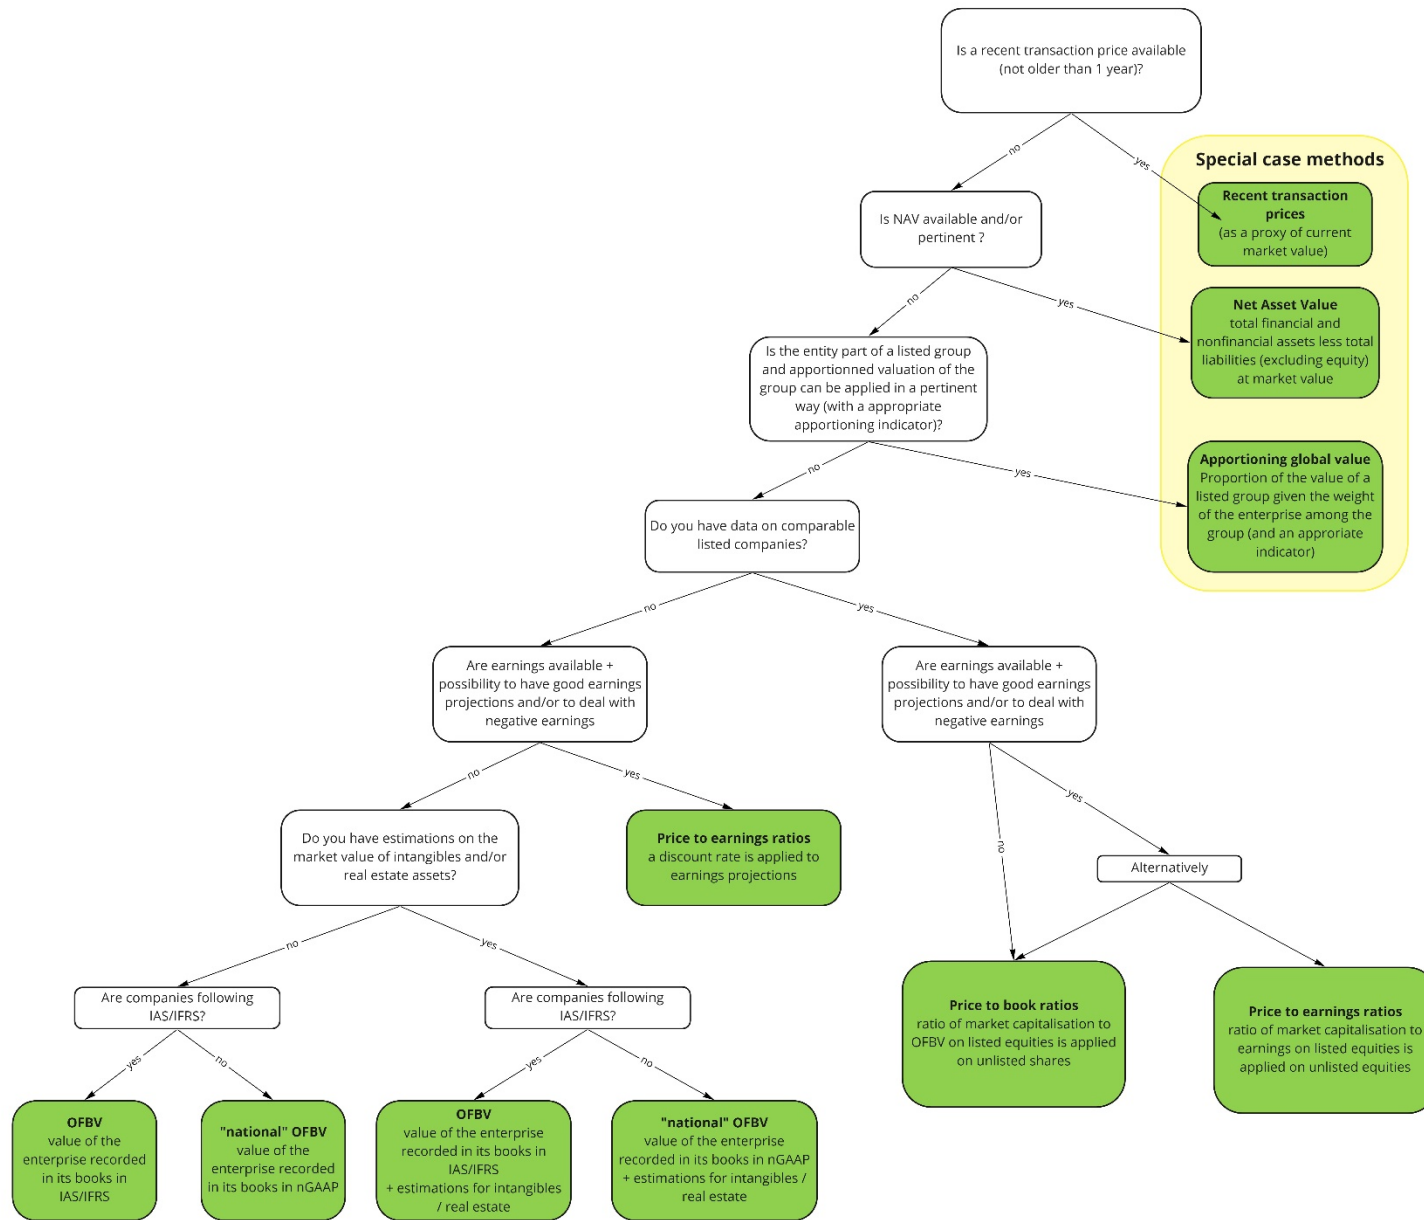 Is a recent transaction price available
(not older than 1 year)?
no
yes
Special case methods
Recent transaction
prices
(as a proxy of current
market value)
Is NAV available and/or
pertinent ?
no
yes
Net Asset Value
total financial and
nonfinancial assets less total
liabilities (excluding equity)
at market value
Is the entity part of a listed group
and apportionned valuation of the
group can be applied in a pertinent
way (with a appropriate
apportioning indicator)?
no
yes
Apportioning global value
Proportion of the value of a
listed group given the weight
of the enterprise among the
group (and an approriate
indicator)
Do you have data on comparable
listed companies?
no
yes
Are earnings available +
possibility to have good earnings
projections and/or to deal with
negative earnings
Are earnings available +
possibility to have good earnings
projections and/or to deal with
negative earnings
no
yes
no
yes
Do you have estimations on the
market value of intangibles and/or
real estate assets?
Price to earnings ratios
a discount rate is applied to
earnings projections
Alternatively
no
yes
Are companies following
IAS/IFRS?
Are companies following
IAS/IFRS?
Price to book ratios
ratio of market capitalisation to
OFBV on listed equities is applied
on unlisted shares
Price to earnings ratios
ratio of market capitalisation to
earnings on listed equities is
applied on unlisted equities
yes
no
yes
no
OFBV
value of the
enterprise recorded
in its books in
IAS/IFRS
"national" OFBV
value of the
enterprise recorded
in its books in nGAAP
OFBV
value of the enterprise
recorded in its books in
IAS/IFRS
+ estimations for intangibles
/ real estate
"national" OFBV
value of the enterprise
recorded in its books in nGAAP
+ estimations for intangibles /
real estate